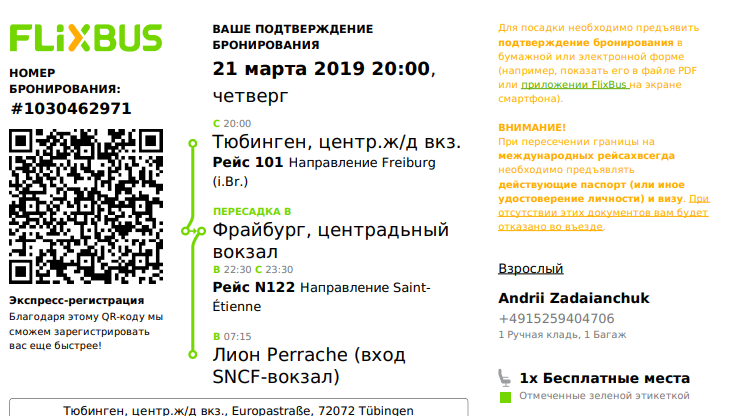 FLiXBUS
НОМЕР
БРОНИРОВАНИЯ:
#1030462971
Экспресс-регистрация
Благодаря этому QR-коду мы
сможем зарегистрировать
вас еще быстрее!
ВАШЕ ПОДТВЕРЖДЕНИЕ
БРОНИРОВАНИЯ
21 марта 2019 20:00,
четверг
С 20:00
Тюбинген, центр.ж/д вкз.
Рейс 101 Направление Freiburg
(i.Br.)
ПЕРЕСАДКА В
Фрайбург, центрадьный
вокзал
В 22:30 С 23:30
Рейс N122 Направление Saint-
Étienne
В 07:15
Лион Perrache (вход
SNCF-вокзал)
Тюбинген, центр.ж/д вкз., Europastraße, 72072 Tübingen
Для посадки необходимо предъявить
подтверждение бронирования в
бумажной или электронной форме
(например, показать его в файле PDF
или приложении FlixBus на экране
смартфона).
ВНИМАНИЕ!
При пересечении границы на
международных рейсахвсегда
необходимо предъявлять
действующие паспорт (или иное
удостоверение личности) и визу. При
отсутствии этих документов вам будет
отказано во въезде.
Взрослый
Andrii Zadaianchuk
+4915259404706
1 Ручная кладь, 1 Багаж
1x Бесплатные места
Отмеченные зеленой этикеткой